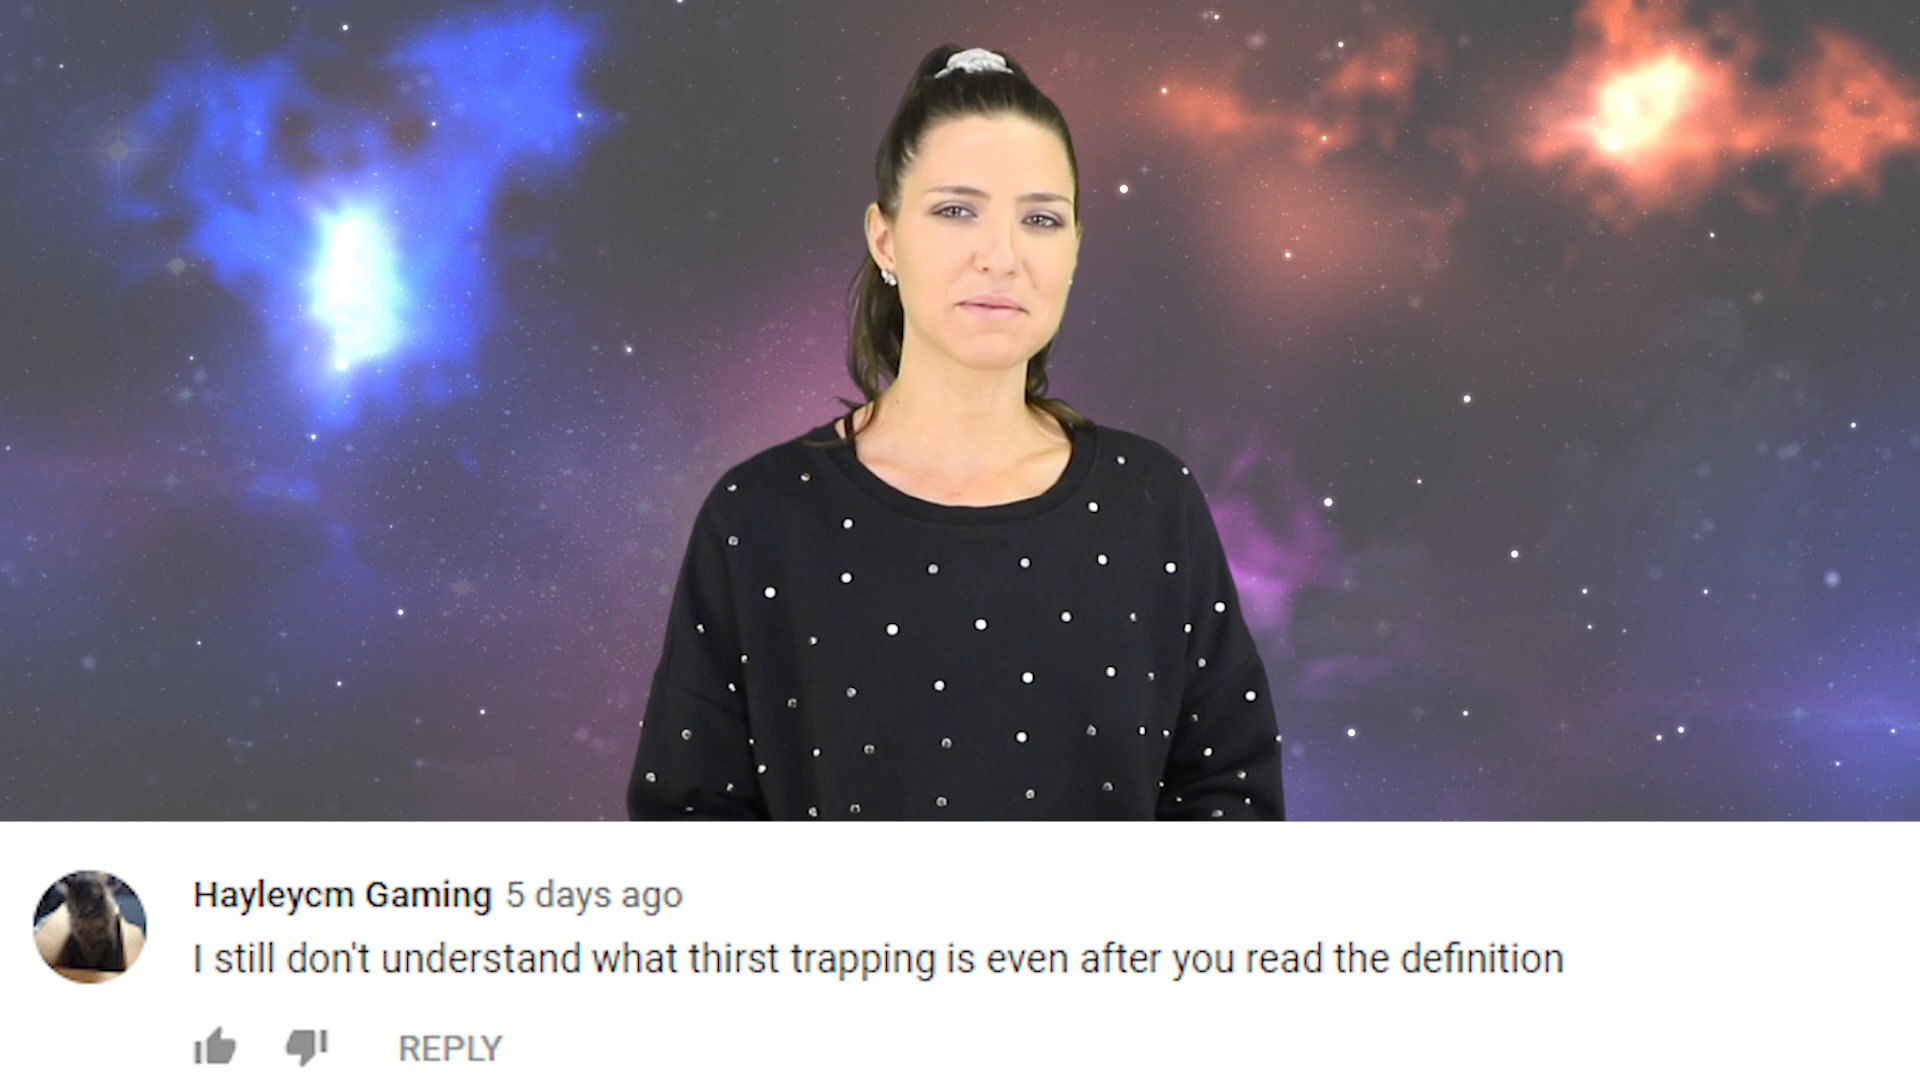 Hayleycm Gaming 5 days ago
I still don't understand what thirst trapping is even after you read the definition
REPLY